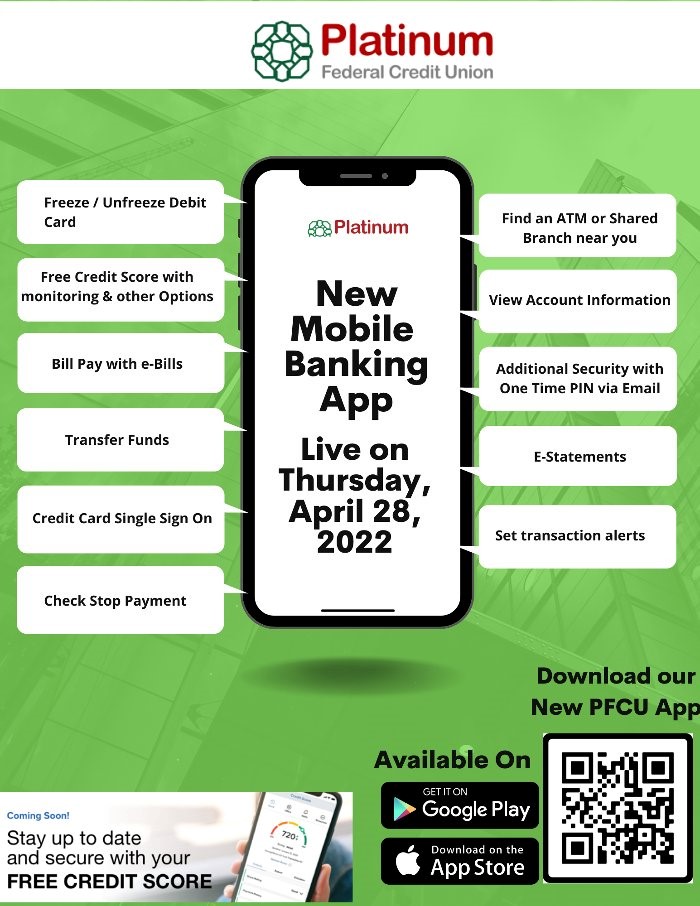 Platinum
Federal Credit Union
Freeze / Unfreeze Debit
Card
Free Credit Score with
monitoring & other Options
Bill Pay with e-Bills
Transfer Funds
Credit Card Single Sign On
Check Stop Payment
Platinum
New
Mobile
Banking
App
Live on
Thursday,
April 28,
2022
Find an ATM or Shared
Branch near you
View Account Information
Additional Security with
One Time PIN via Email
E-Statements
Set transaction alerts
Download our
New PFCU App
Available On
GET IT ON
Google Play
Download on the
App Store
Coming Soon!
Stay up to date
and secure with your
FREE CREDIT SCORE
720